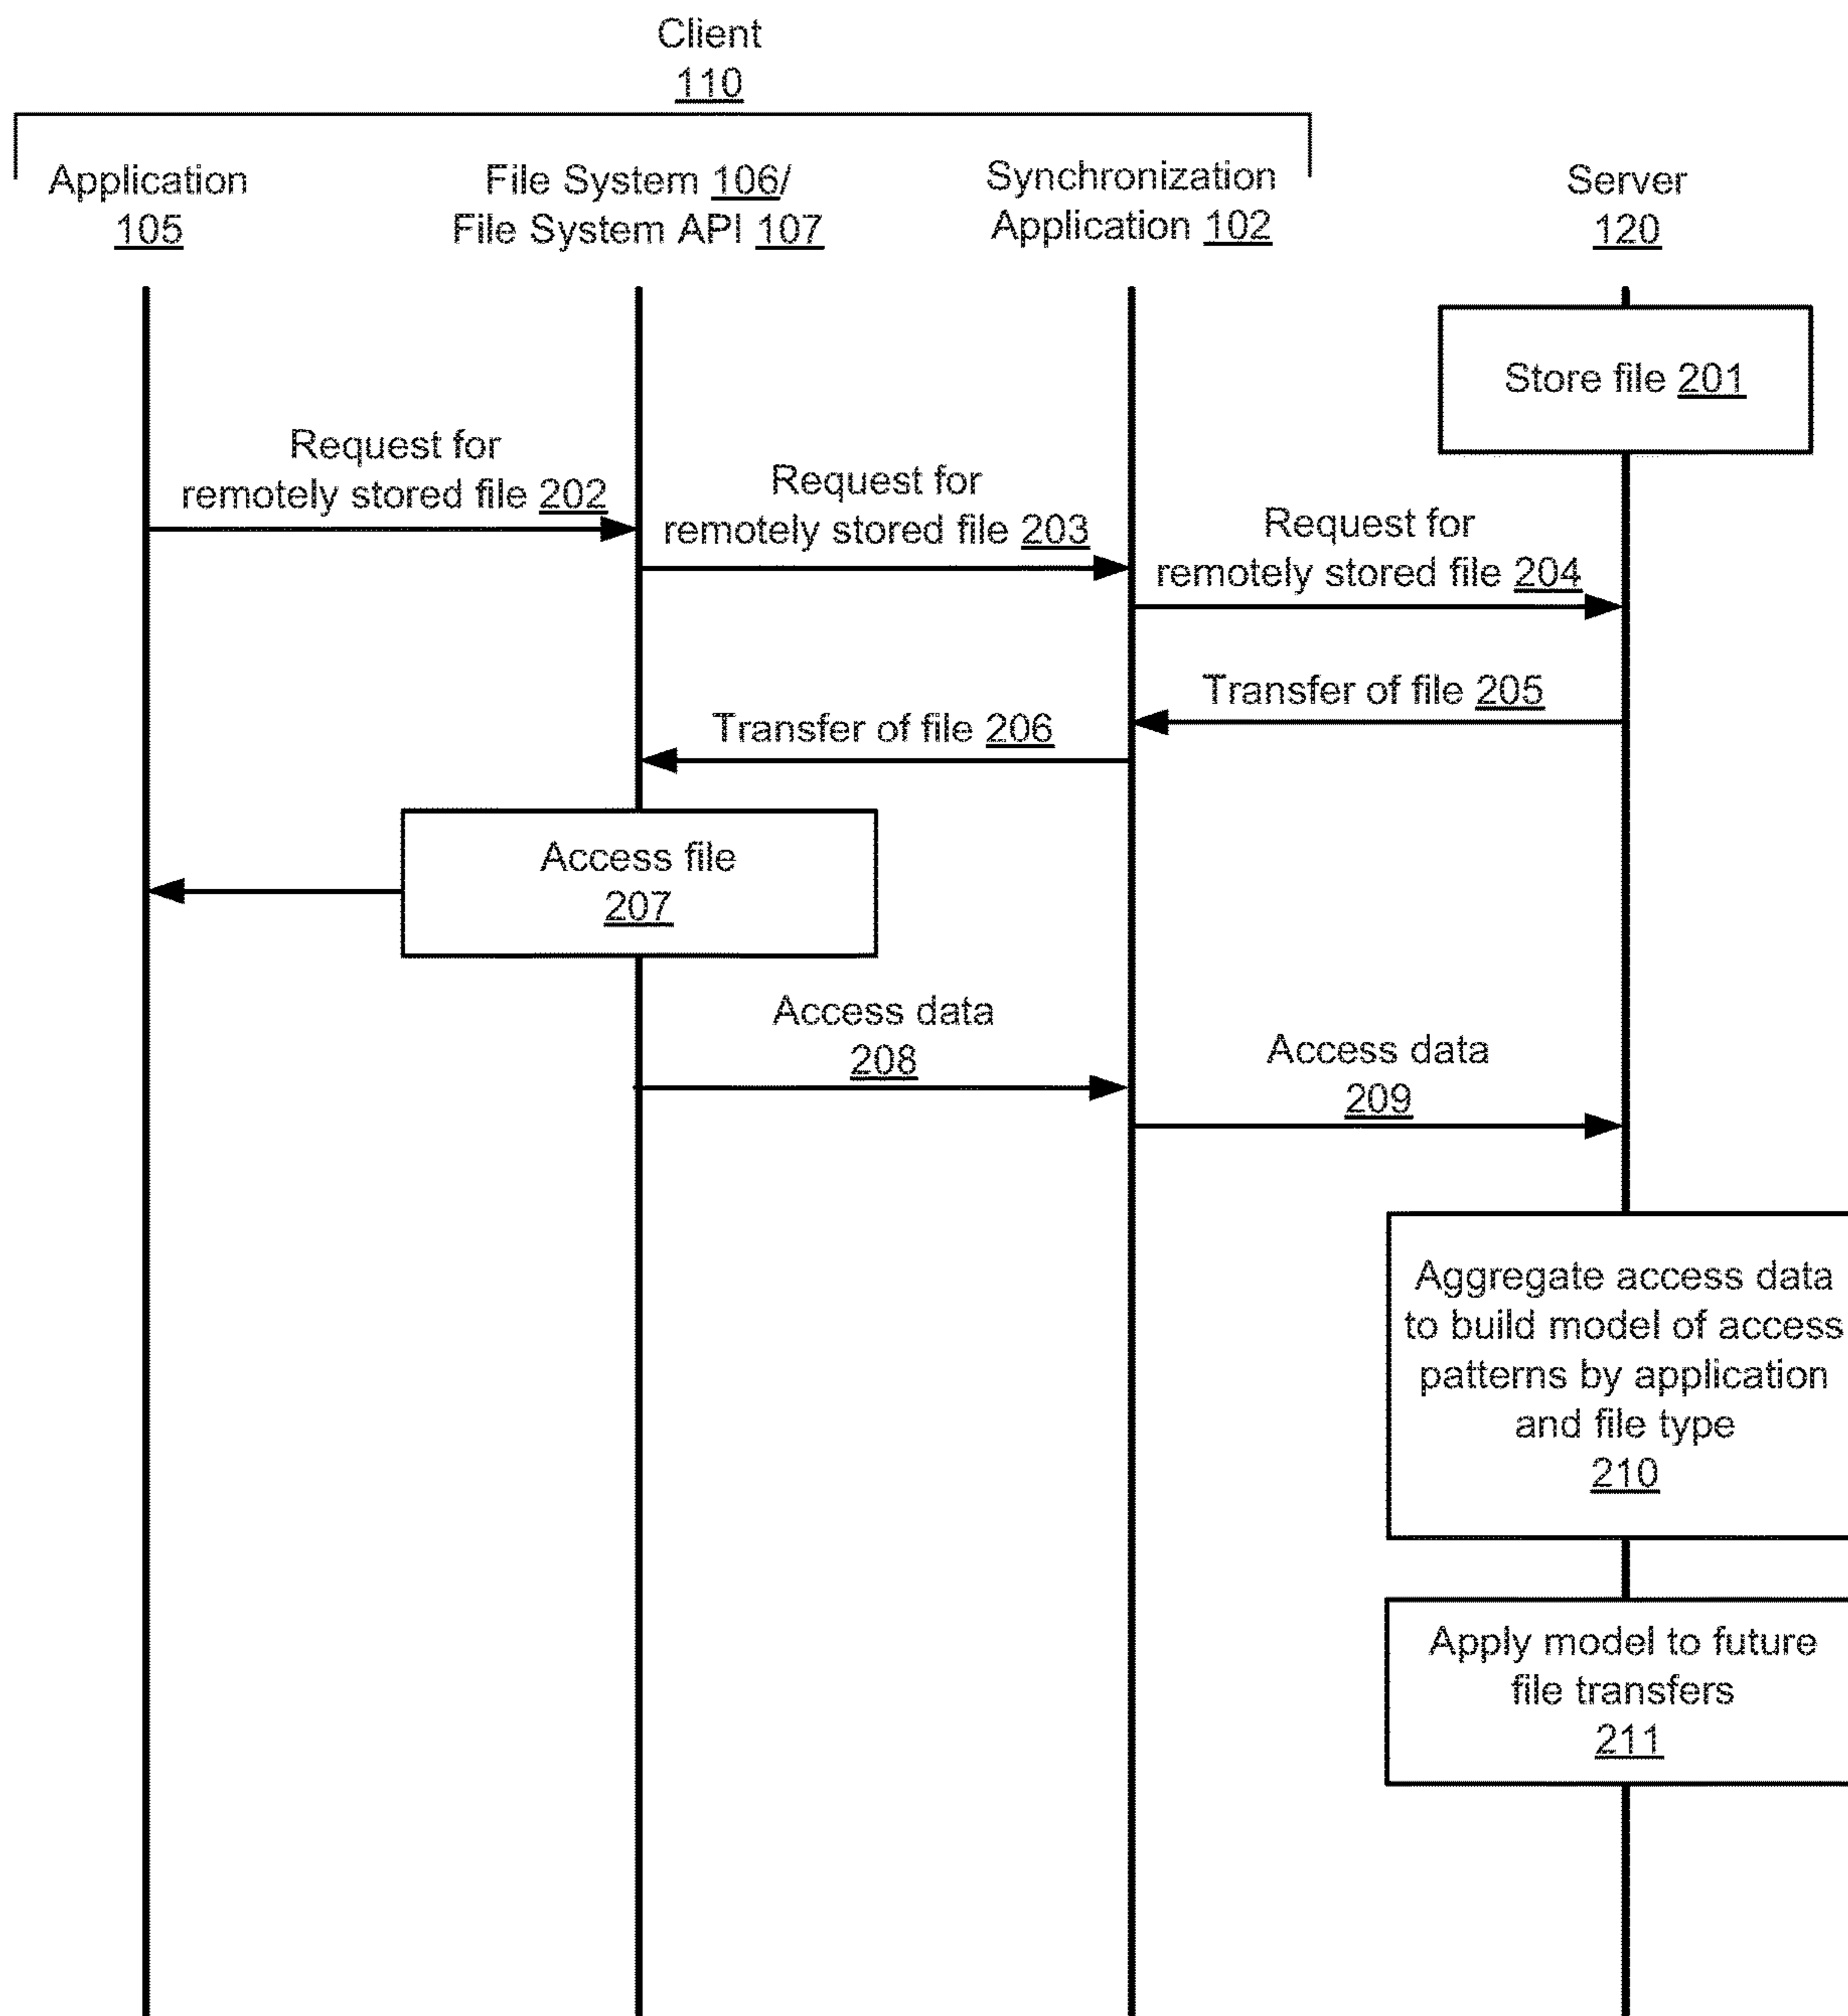 Client
110
Application
105
File System 106/
File System API 107
Synchronization
Application 102
Server
120
Store file 201
Request for
remotely stored file 202
Request for
remotely stored file 203
Request for
remotely stored file 204
Transfer of file 205
Transfer of file 206
Access file
207
Access data
208
Access data
209
Aggregate access data
to build model of access
patterns by application
and file type
210
Apply model to future
file transfers
211